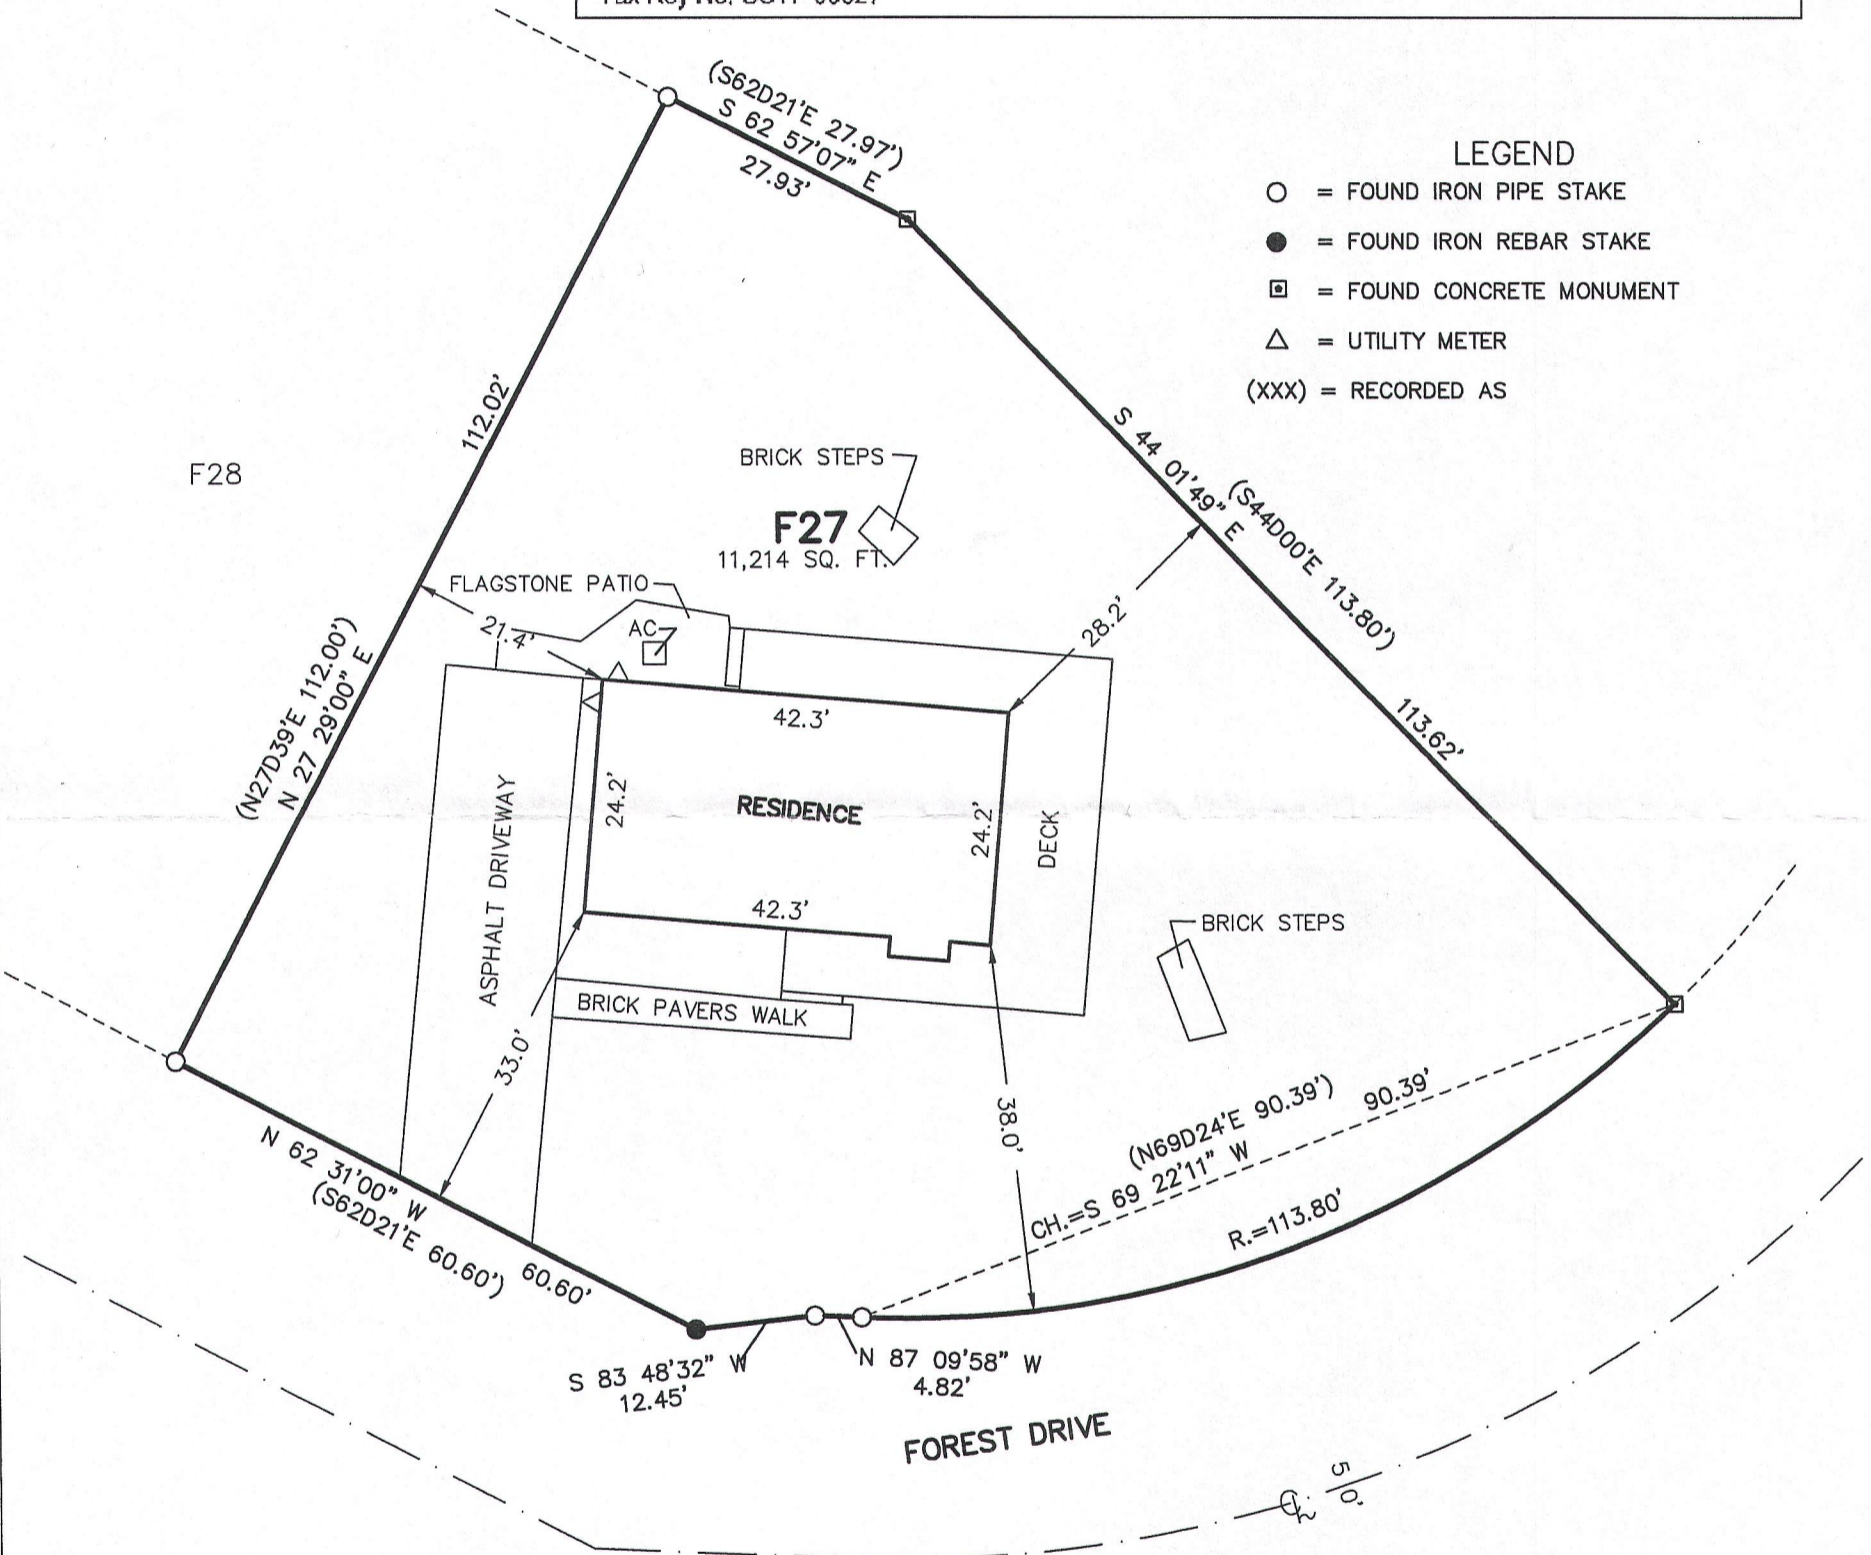 (S62D21'E 27.97')
S 62 57'07" E
27.93'
LEGEND
= FOUND IRON PIPE STAKE
= FOUND IRON REBAR STAKE
= FOUND CONCRETE MONUMENT
= UTILITY METER
(XXX) = RECORDED AS
112.02'
F28
BRICK STEPS
F27
11,214 SQ. FT.
S 44 01'49" E
(S44D00'E 113.80')
113.62'
FLAGSTONE PATIO
AC
21.4'
28.2'
(N27D39'E 112.00')
N 27 29'00" E
42.3'
24.2'
RESIDENCE
24.2'
DECK
ASPHALT DRIVEWAY
42.3'
BRICK STEPS
BRICK PAVERS WALK
33.0'
38.0'
(N69D24'E 90.39')
90.39'
CH.=S 69 22'11" W
R.=113.80'
N 62 31'00" W
(S62D21'E 60.60')
60.60'
S 83 48'32" W
12.45'
N 87 09'58" W
4.82'
FOREST DRIVE
50'